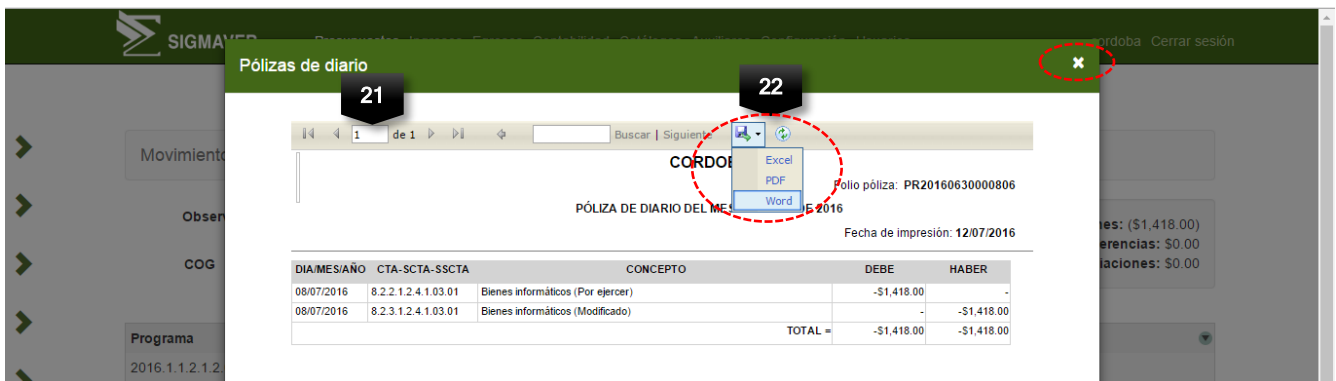 SIGMAVER Presupuestos Ingresos Egresos Contabilidad Catálogos Auxiliares Configuración Usuarios cordoba Cerrar sesión
Pólizas de diario
21
22
1 de 1 Buscar | Siguiente
Excel
PDF
Word
CORDOB
Folio póliza: PR20160630000806
PÓLIZA DE DIARIO DEL MES DE 2016
Fecha de impresión: 12/07/2016
Movimiento
Observ
COG
nes: ($1,418.00)
erencias: $0.00
iaciones: $0.00
DIA/MES/AÑO CTA-SCTA-SSCTA CONCEPTO DEBE HABER
08/07/2016 8.2.2.1.2.4.1.03.01 Bienes informáticos (Por ejercer) -$1,418.00 -
08/07/2016 8.2.3.1.2.4.1.03.01 Bienes informáticos (Modificado) - -$1,418.00
TOTAL = -$1,418.00 -$1,418.00
Programa
2016.1.1.2.1.2.